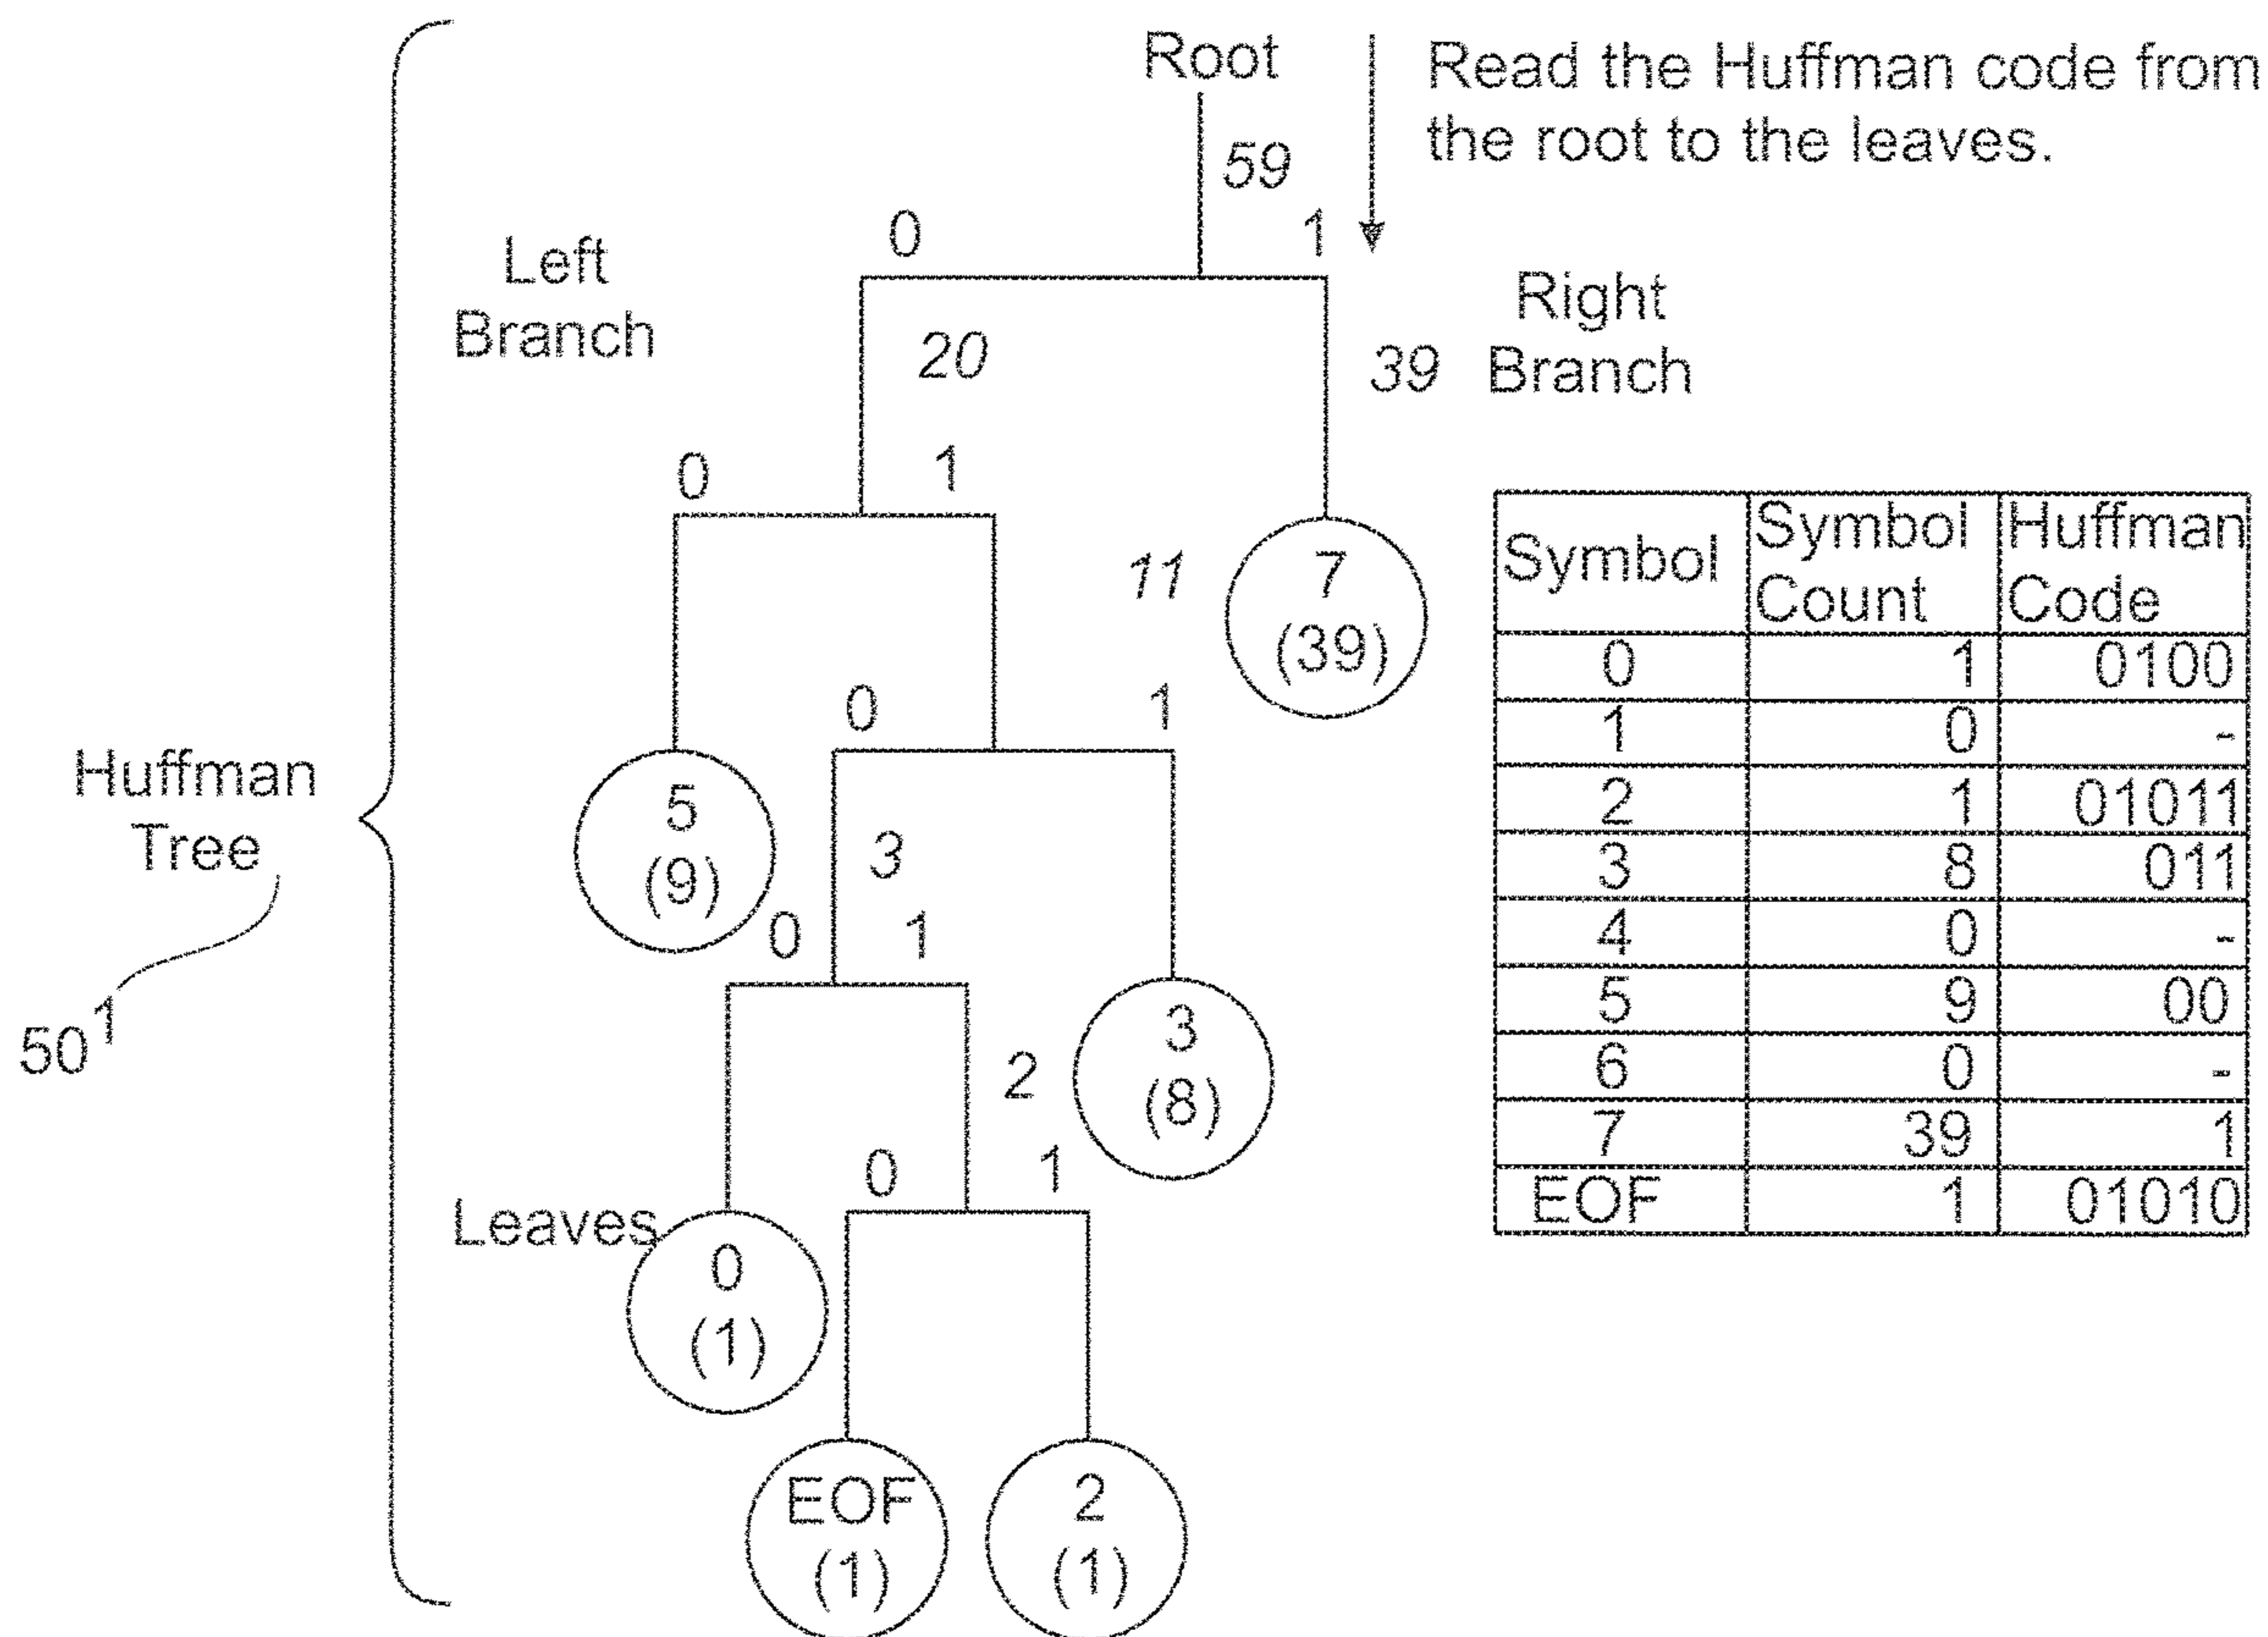 Root
Read the Huffman code from
the root to the leaves.
59
0
1
Left
Branch
Right
Branch
20
39
0
1
11
7
(39)
0
1
Huffman
Tree
5
(9)
3
0
1
3
(8)
50
1
2
0
1
Leaves
0
(1)
EOF
(1)
2
(1)
Symbol
Symbol
Count
Huffman
Code
0 1 0100
1 0 -
2 1 01011
3 8 011
4 0 -
5 9 00
6 0 -
7 39 1
EOF 1 01010